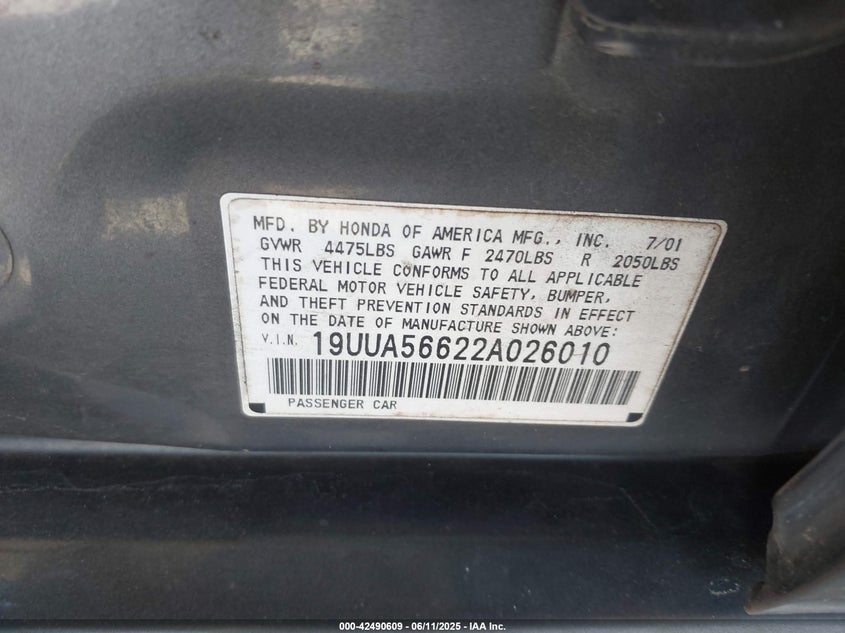 MFD. BY HONDA OF AMERICA MFG., INC. 7/01
GVWR 4475LBS GAWR F 2470LBS R 2050LBS
THIS VEHICLE CONFORMS TO ALL APPLICABLE
FEDERAL MOTOR VEHICLE SAFETY, BUMPER,
AND THEFT PREVENTION STANDARDS IN EFFECT
ON THE DATE OF MANUFACTURE SHOWN ABOVE:
V.I.N. 19UUA56622A026010
PASSENGER CAR
000-42490609 - 06/11/2025 - IAA Inc.